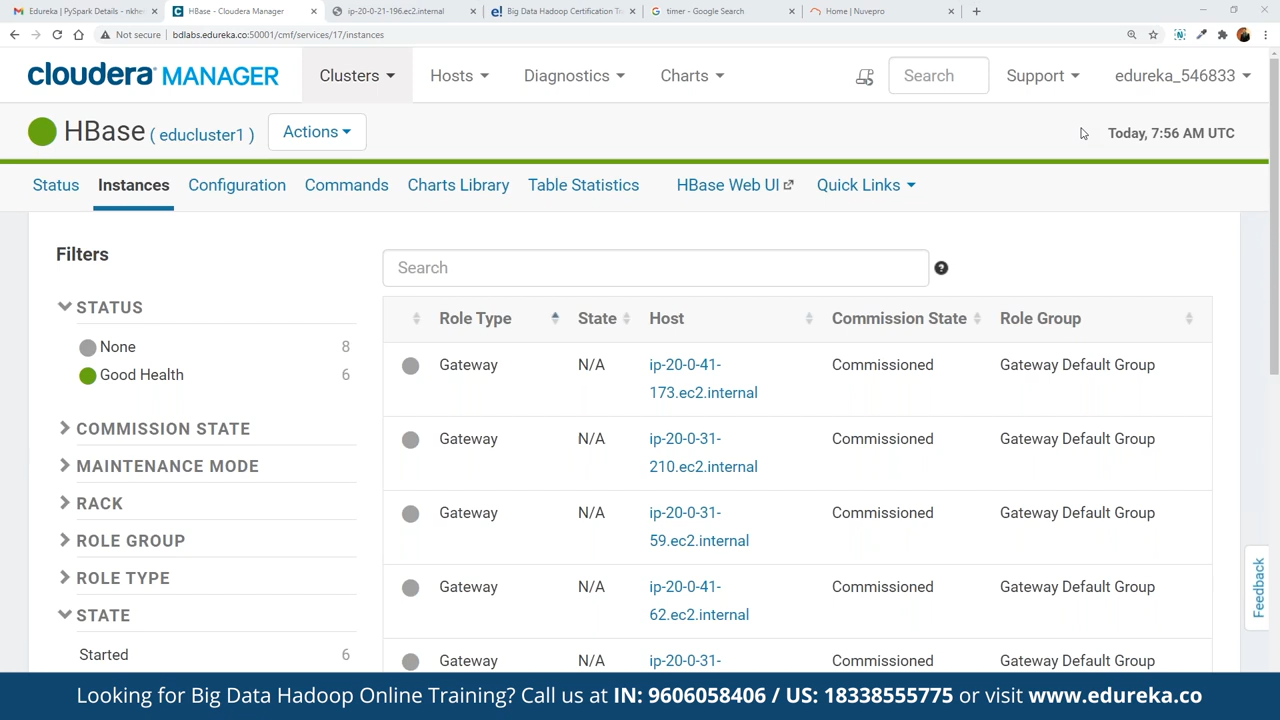 Edureka | PySpark Details - nkhe
HBase - Cloudera Manager
ip-20-0-21-196.ec2.internal
Big Data Hadoop Certification Tr
timer - Google Search
Home | Nuvepro
Not secure | bdlabs.edureka.co:50001/cmf/services/17/instances
cloudera MANAGER
Clusters
Hosts
Diagnostics
Charts
Search
Support
edureka_546833
HBase ( educluster1 )
Actions
Today, 7:56 AM UTC
Status
Instances
Configuration
Commands
Charts Library
Table Statistics
HBase Web UI
Quick Links
Filters
STATUS
None 8
Good Health 6
COMMISSION STATE
MAINTENANCE MODE
RACK
ROLE GROUP
ROLE TYPE
STATE
Started 6
Search
?
Role Type State Host Commission State Role Group
Gateway N/A ip-20-0-41- Commissioned Gateway Default Group
173.ec2.internal
Gateway N/A ip-20-0-31- Commissioned Gateway Default Group
210.ec2.internal
Gateway N/A ip-20-0-31- Commissioned Gateway Default Group
59.ec2.internal
Gateway N/A ip-20-0-41- Commissioned Gateway Default Group
62.ec2.internal
Gateway N/A ip-20-0-31- Commissioned Gateway Default Group
Feedback
Looking for Big Data Hadoop Online Training? Call us at IN: 9606058406 / US: 18338555775 or visit www.edureka.co